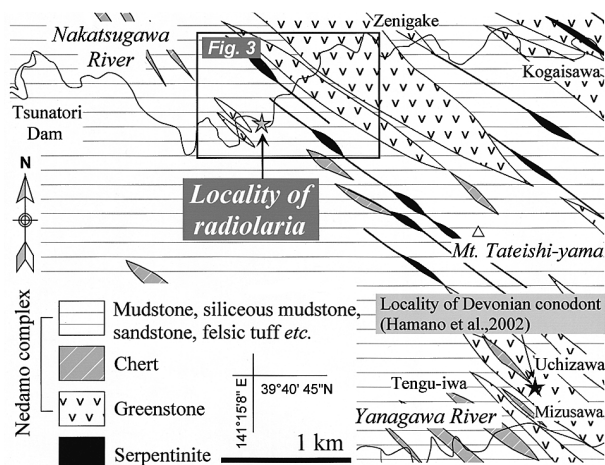 Zenigake
Nakatsugawa
River
Fig. 3
Kogaisawa
Tsunatori
Dam
N
Locality of
radiolaria
Mt. Tateishi-yama
Nedamo complex
Mudstone, siliceous mudstone,
sandstone, felsic tuff etc.
Chert
Greenstone
Serpentinite
141°15'8" E
39°40' 45"N
1 km
Locality of Devonian conodont
(Hamano et al.,2002)
Uchizawa
Tengu-iwa
Mizusawa
Yanagawa River